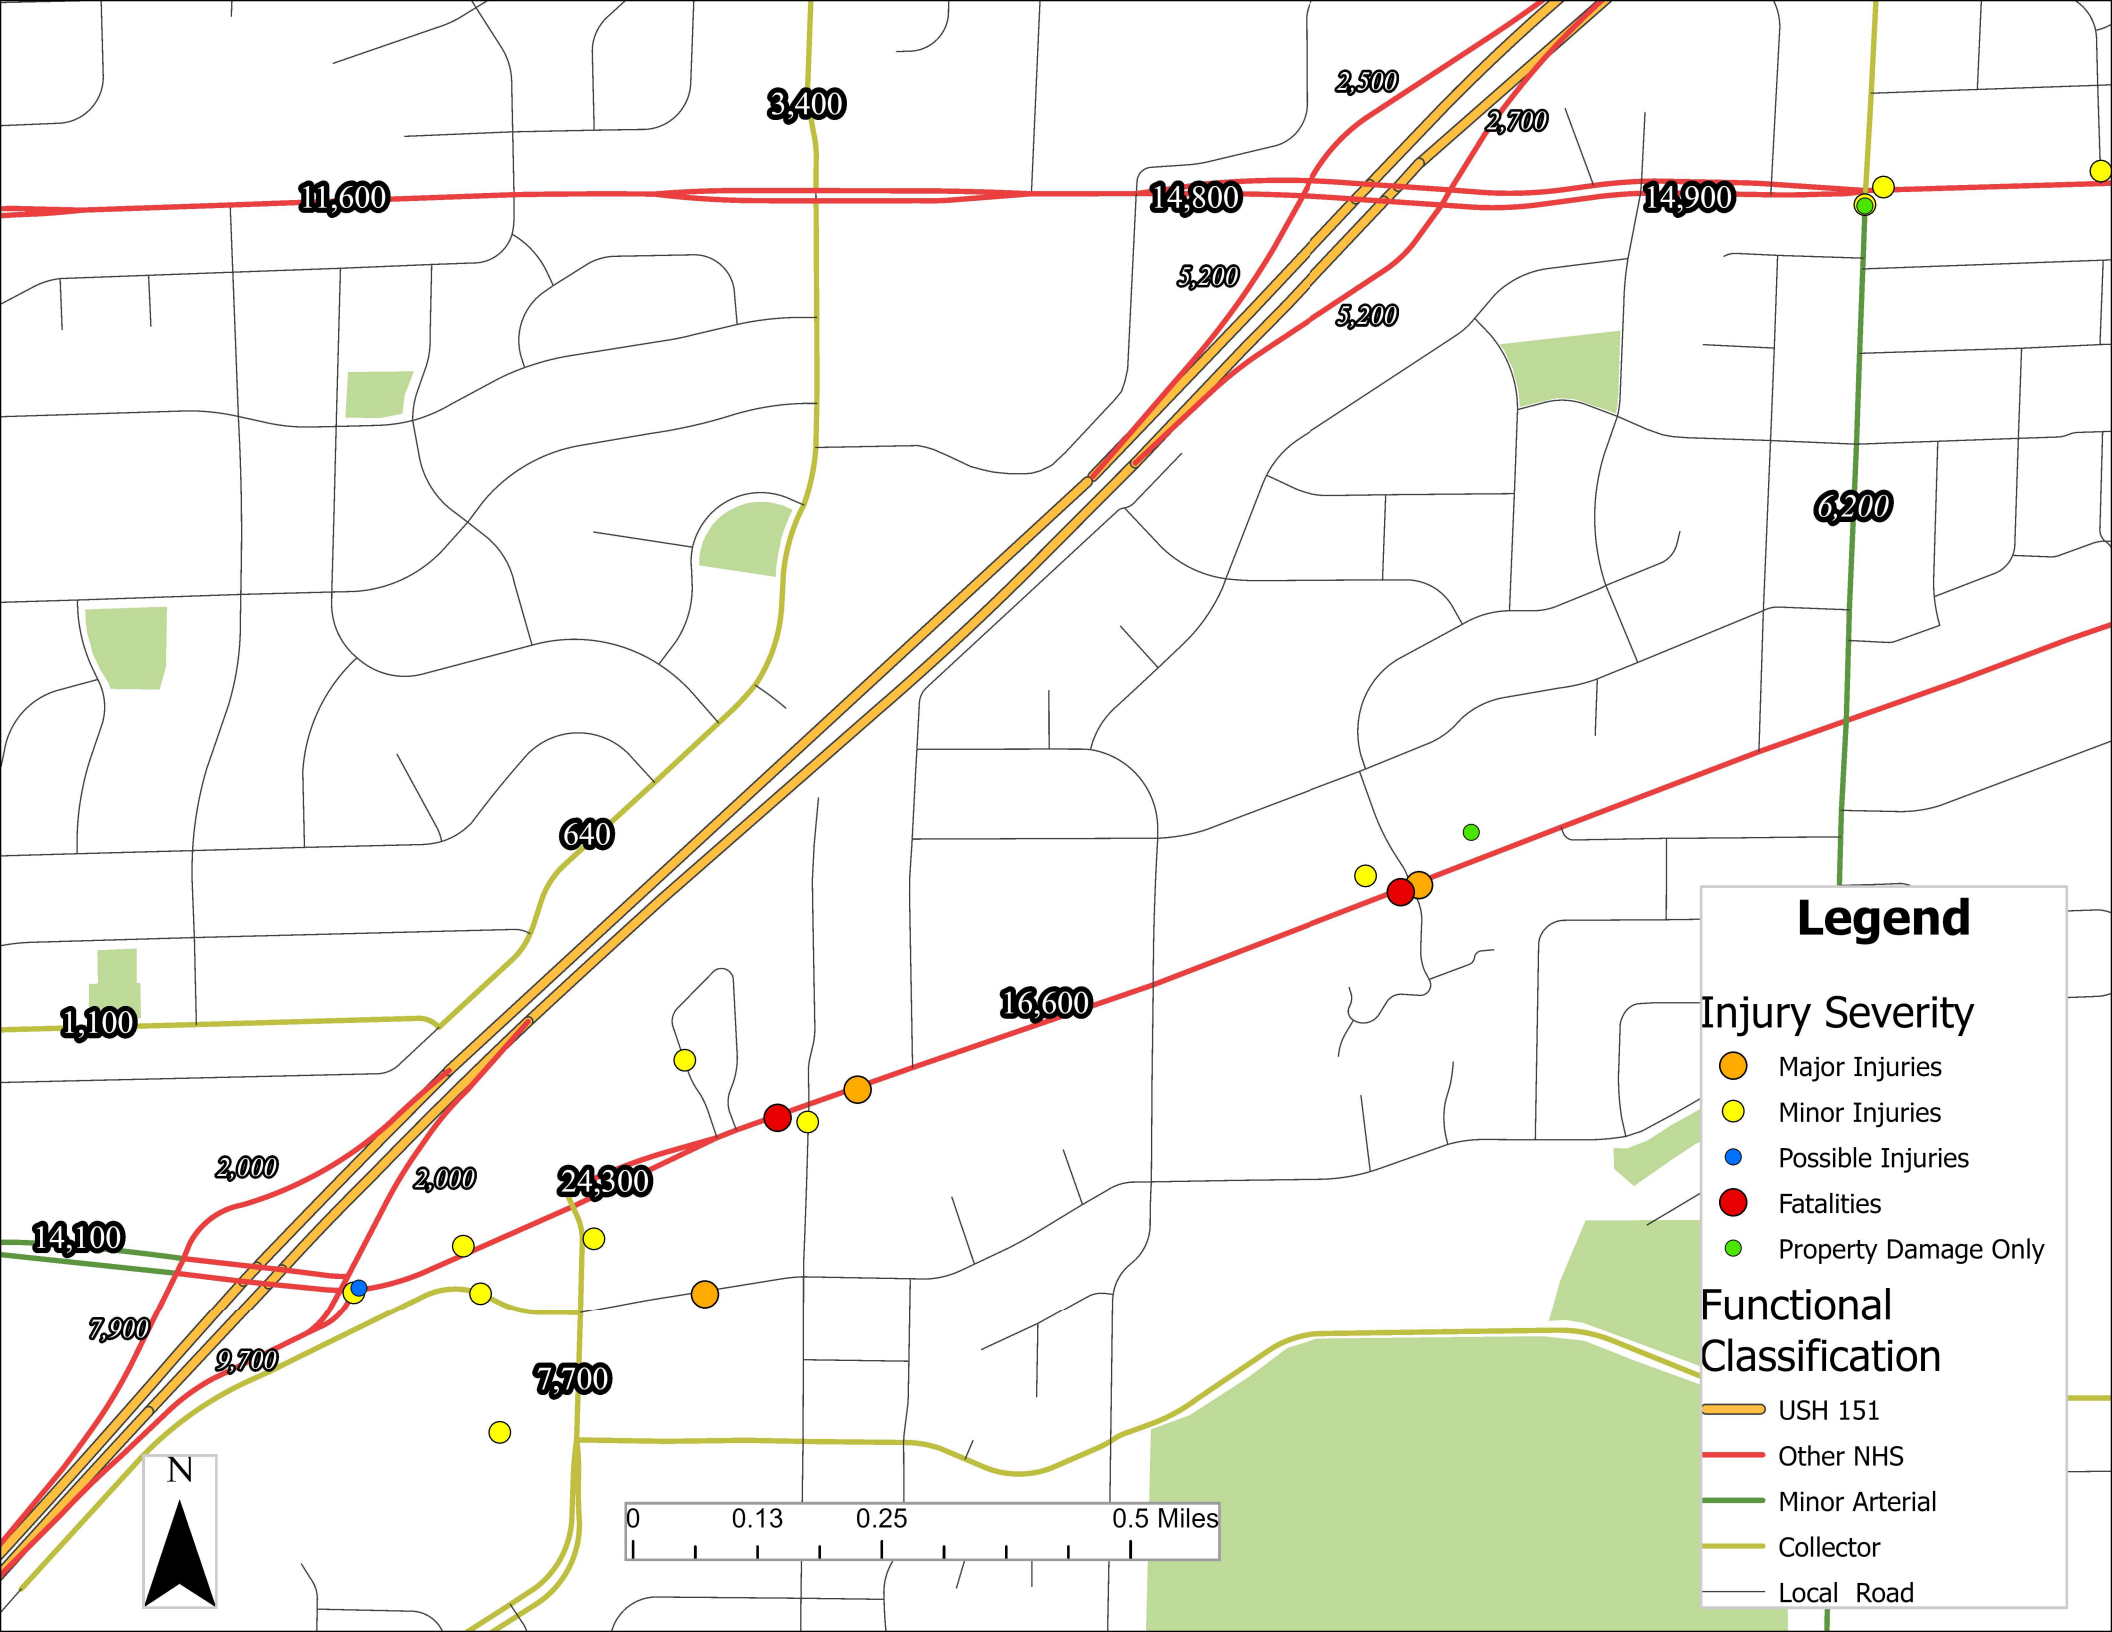 2,500
3,400
2,700
11,600
14,800
14,900
5,200
5,200
6,200
640
16,600
1,100
2,000
2,000
24,300
14,100
7,900
9,700
7,700
N
0 0.13 0.25 0.5 Miles
Legend
Injury Severity
Major Injuries
Minor Injuries
Possible Injuries
Fatalities
Property Damage Only
Functional
Classification
USH 151
Other NHS
Minor Arterial
Collector
Local Road